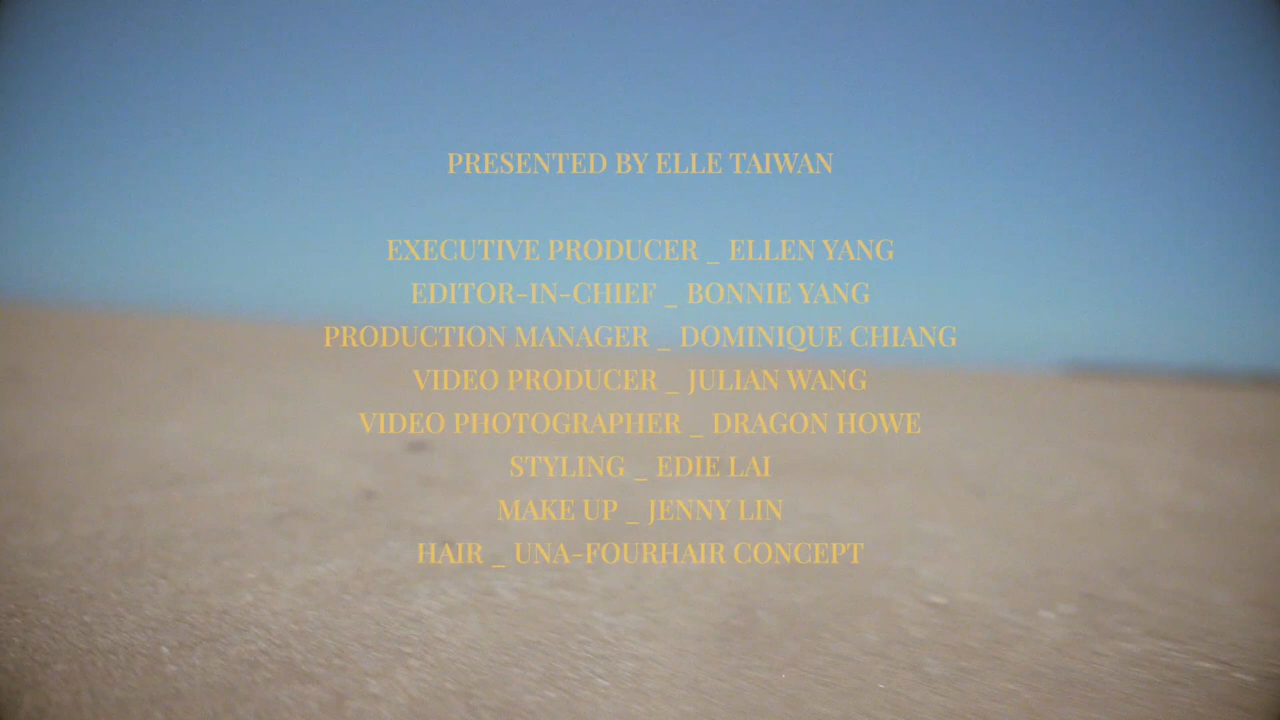 PRESENTED BY ELLE TAIWAN
EXECUTIVE PRODUCER _ ELLEN YANG
EDITOR-IN-CHIEF _ BONNIE YANG
PRODUCTION MANAGER _ DOMINIQUE CHIANG
VIDEO PRODUCER _ JULIAN WANG
VIDEO PHOTOGRAPHER _ DRAGON HOWE
STYLING _ EDIE LAI
MAKE UP _ JENNY LIN
HAIR _ UNA-FOURHAIR CONCEPT